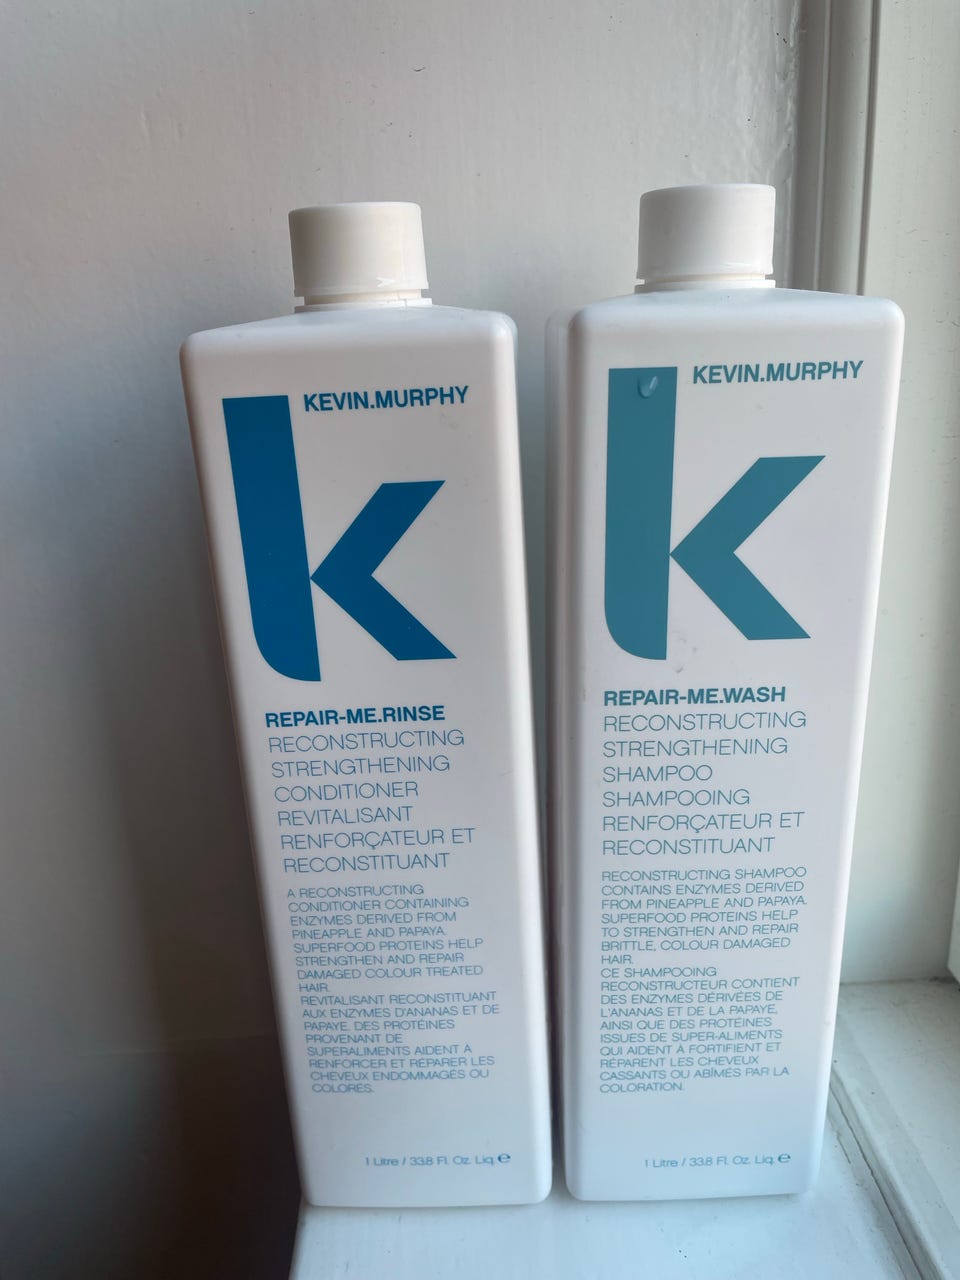 KEVIN.MURPHY
k
REPAIR-ME.RINSE
RECONSTRUCTING
STRENGTHENING
CONDITIONER
REVITALISANT
RENFORÇATEUR ET
RECONSTITUANT
A RECONSTRUCTING
CONDITIONER CONTAINING
ENZYMES DERIVED FROM
PINEAPPLE AND PAPAYA.
SUPERFOOD PROTEINS HELP
STRENGTHEN AND REPAIR
DAMAGED COLOUR TREATED
HAIR.
REVITALISANT RECONSTITUANT
AUX ENZYMES D'ANANAS ET DE
PAPAYE. DES PROTÉINES
PROVENANT DE
SUPERALIMENTS AIDENT À
RENFORCER ET RÉPARER LES
CHEVEUX ENDOMMAGÉS OU
COLORÉS.
1 Litre / 33.8 Fl. Oz. Liq. ℮
KEVIN.MURPHY
k
REPAIR-ME.WASH
RECONSTRUCTING
STRENGTHENING
SHAMPOO
SHAMPOOING
RENFORÇATEUR ET
RECONSTITUANT
RECONSTRUCTING SHAMPOO
CONTAINS ENZYMES DERIVED
FROM PINEAPPLE AND PAPAYA.
SUPERFOOD PROTEINS HELP
TO STRENGTHEN AND REPAIR
BRITTLE, COLOUR DAMAGED
HAIR.
CE SHAMPOOING
RECONSTRUCTEUR CONTIENT
DES ENZYMES DÉRIVÉES DE
L'ANANAS ET DE LA PAPAYE,
AINSI QUE DES PROTÉINES
ISSUES DE SUPER-ALIMENTS
QUI AIDENT À FORTIFIENT ET
RÉPARENT LES CHEVEUX
CASSANTS OU ABÎMÉS PAR LA
COLORATION.
1 Litre / 33.8 Fl. Oz. Liq. ℮